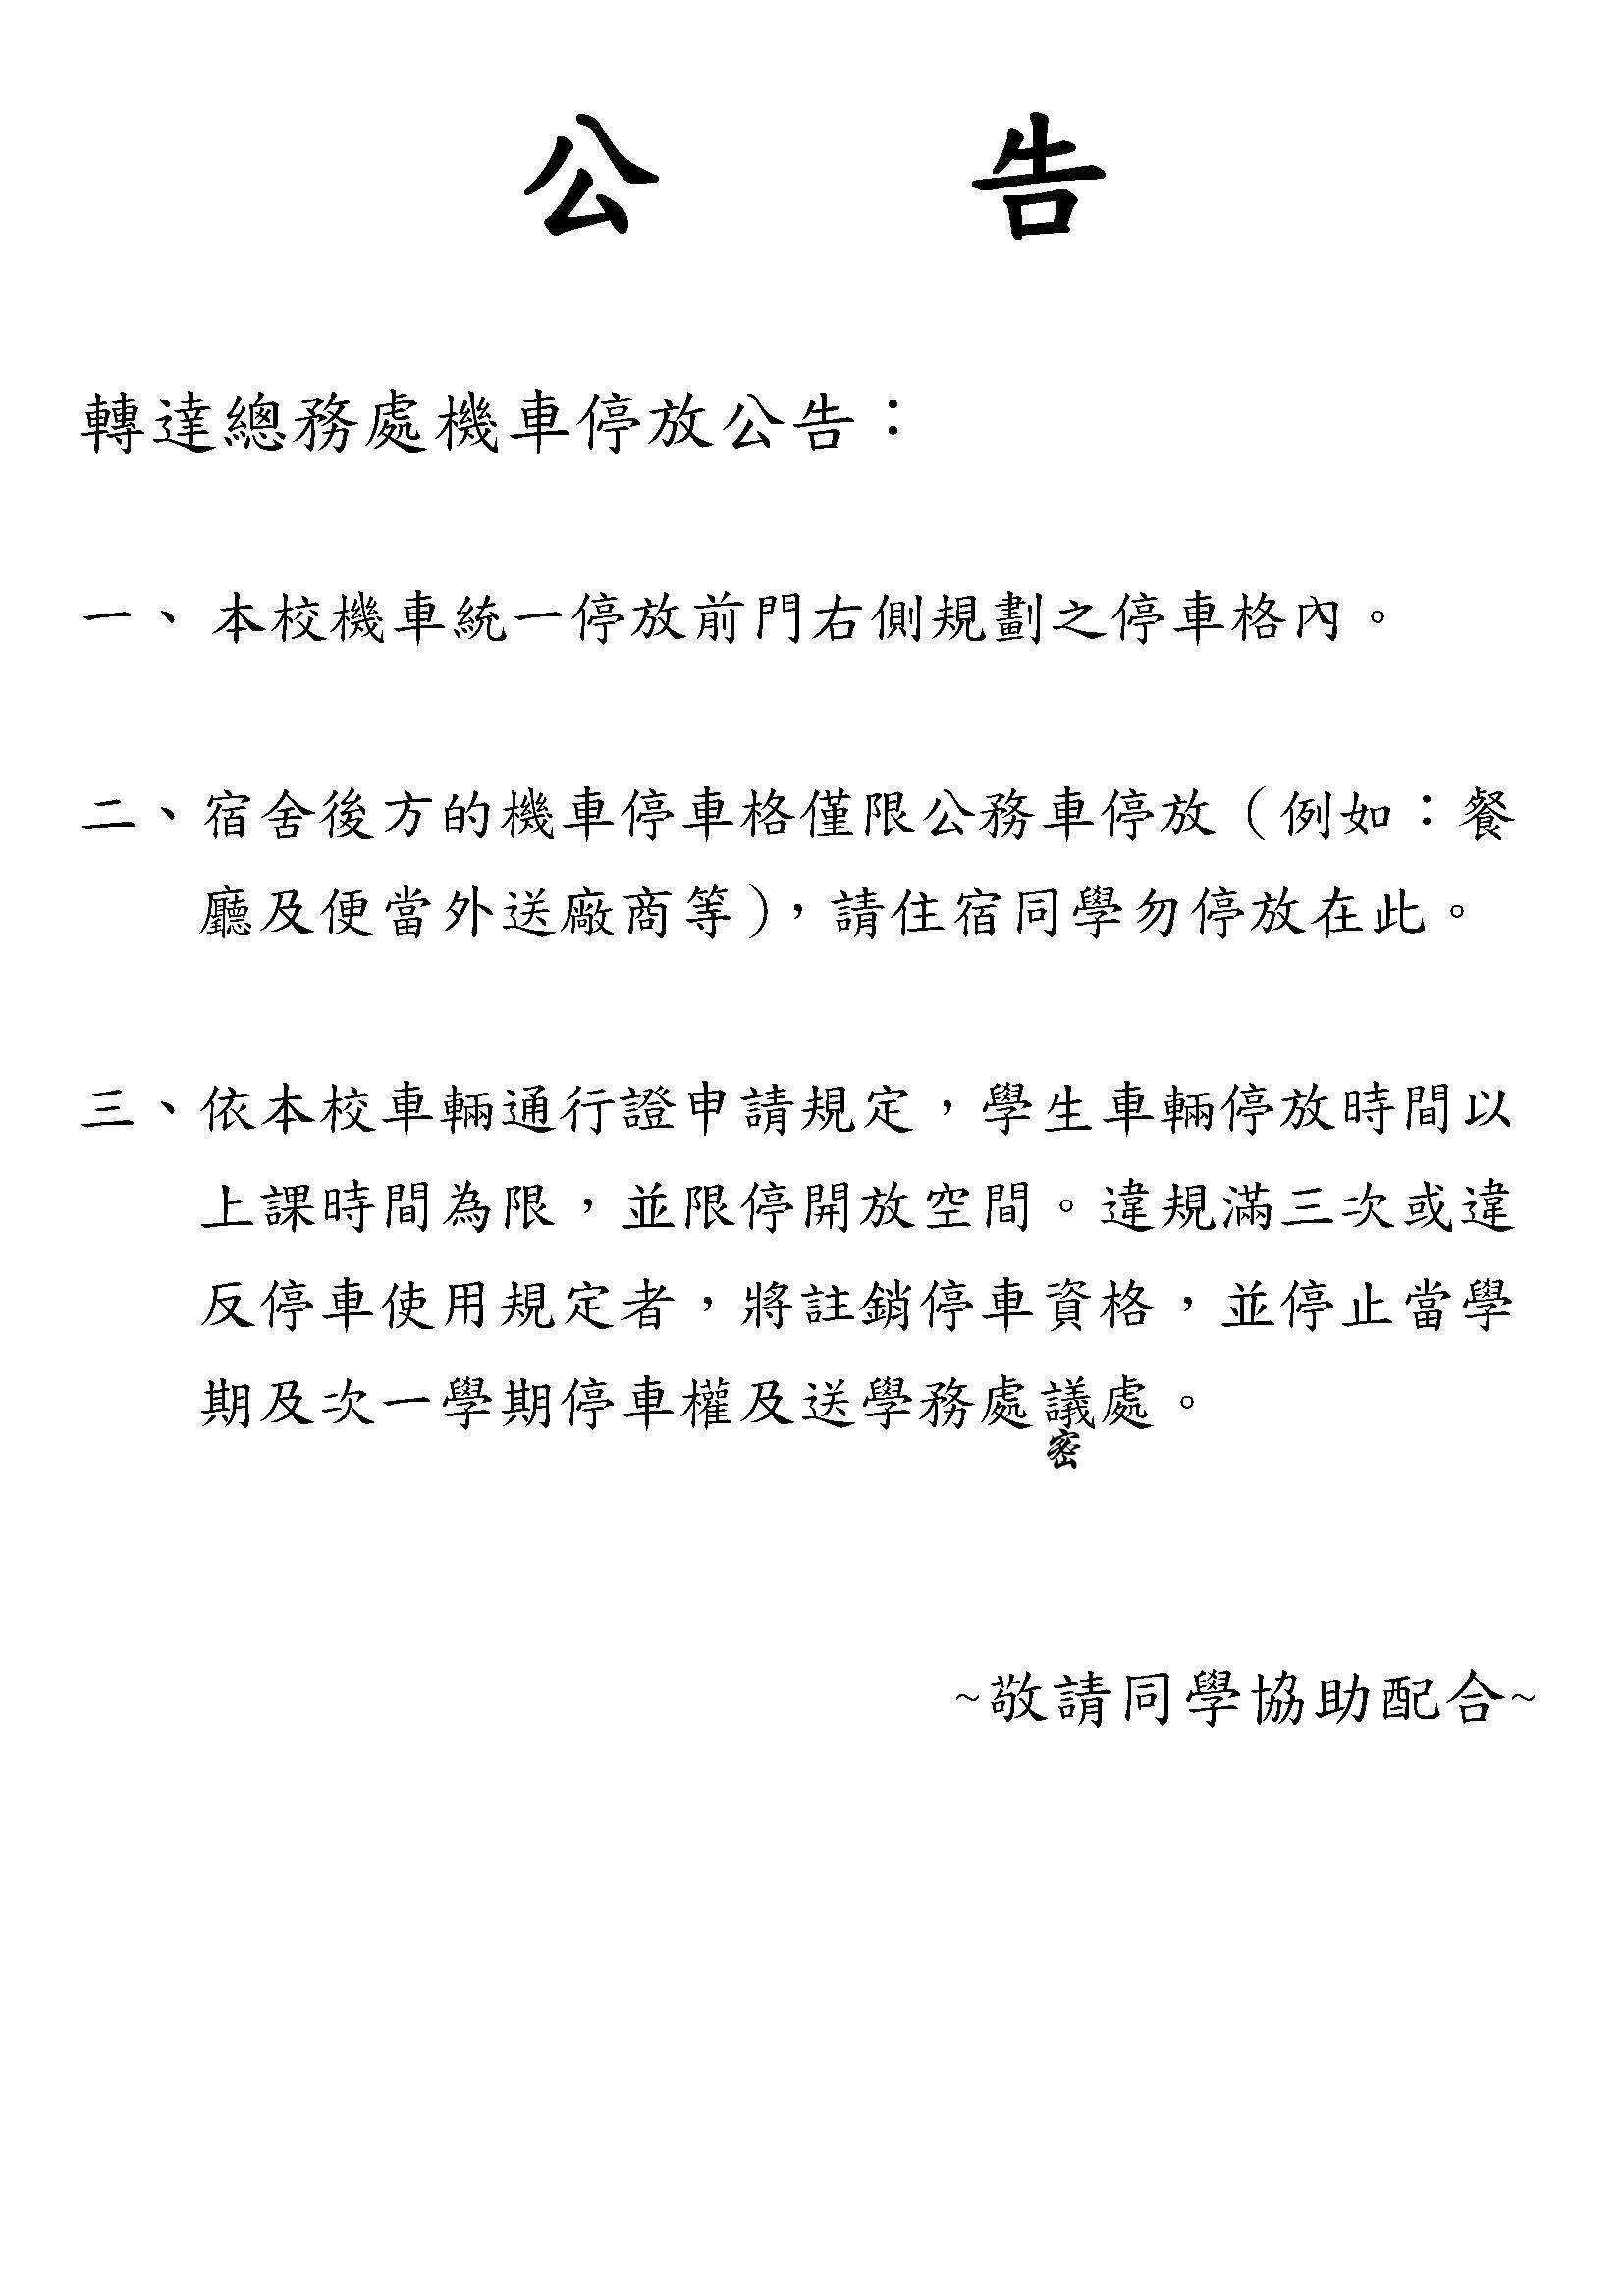 公 告
轉達總務處機車停放公告：
一、 本校機車統一停放前門右側規劃之停車格內。
二、宿舍後方的機車停車格僅限公務車停放（例如：餐
廳及便當外送廠商等），請住宿同學勿停放在此。
三、依本校車輛通行證申請規定，學生車輛停放時間以
上課時間為限，並限停開放空間。違規滿三次或違
反停車使用規定者，將註銷停車資格，並停止當學
期及次一學期停車權及送學務處議處。
密
~敬請同學協助配合~